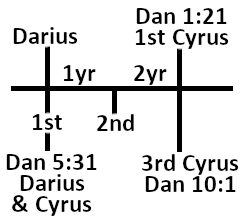 Darius
Dan 1:21
1st Cyrus
1yr
2yr
1st
2nd
Dan 5:31
Darius
& Cyrus
3rd Cyrus
Dan 10:1